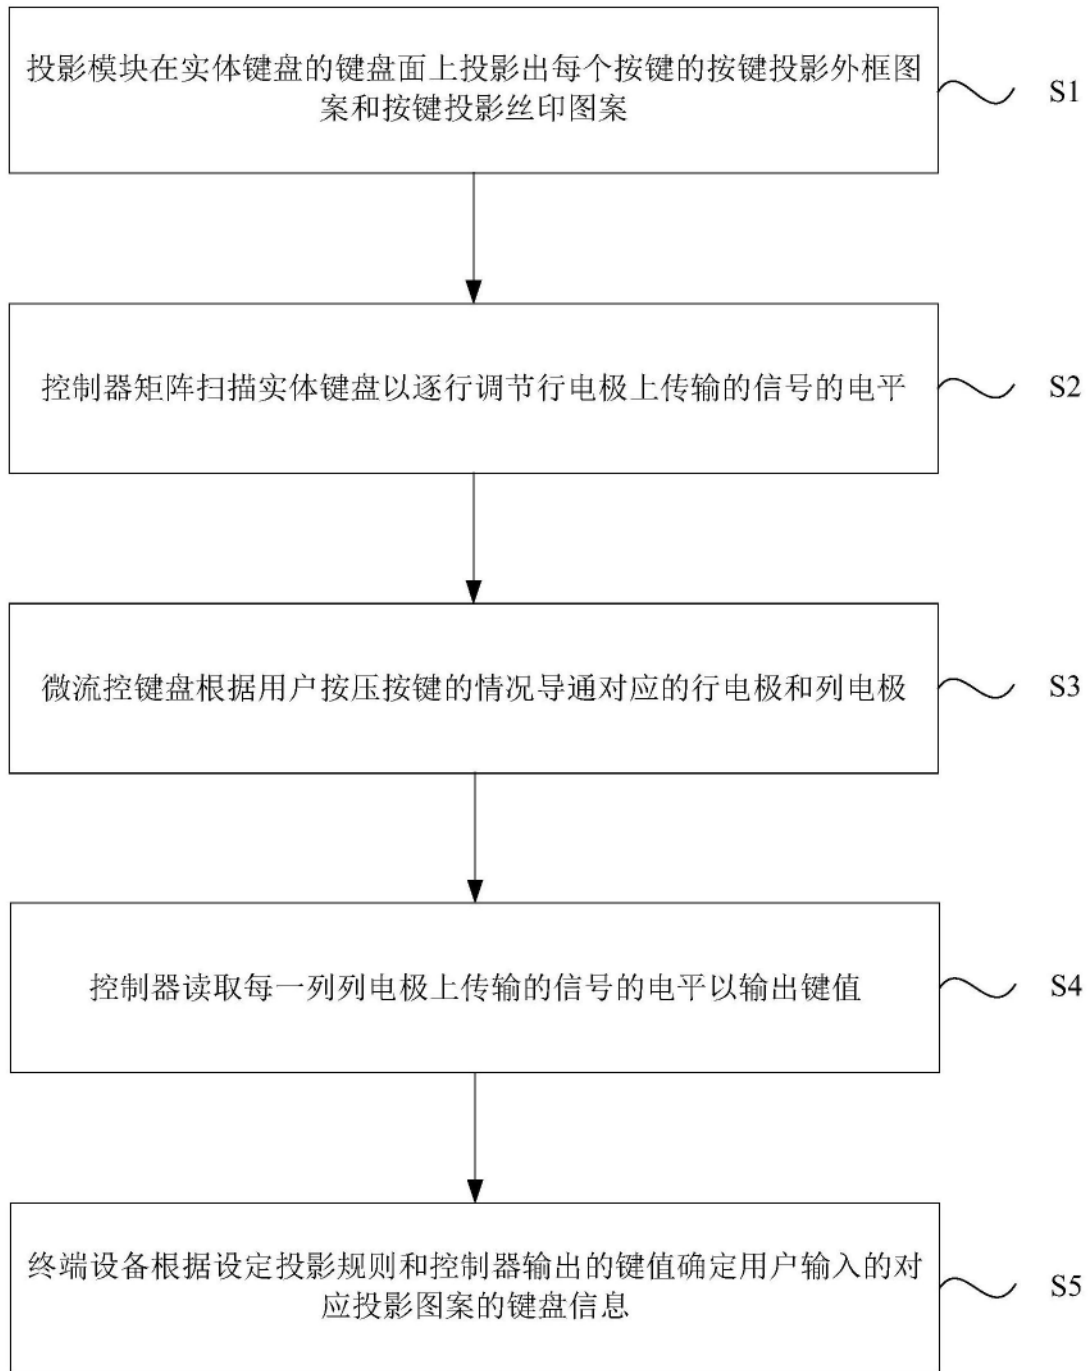 投影模块在实体键盘的键盘面上投影出每个按键的按键投影外框图
案和按键投影丝印图案
S1
控制器矩阵扫描实体键盘以逐行调节行电极上传输的信号的电平
S2
微流控键盘根据用户按压按键的情况导通对应的行电极和列电极
S3
控制器读取每一列列电极上传输的信号的电平以输出键值
S4
终端设备根据设定投影规则和控制器输出的键值确定用户输入的对
应投影图案的键盘信息
S5